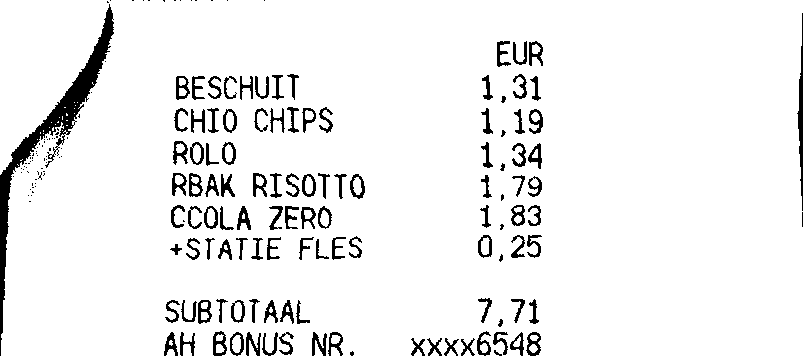 EUR
BESCHUIT 1,31
CHIO CHIPS 1,19
ROLO 1,34
RBAK RISOTTO 1,79
CCOLA ZERO 1,83
+STATIE FLES 0,25
SUBTOTAAL 7,71
AH BONUS NR. xxxx6548